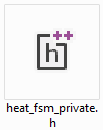 h
++
heat_fsm_private.
h